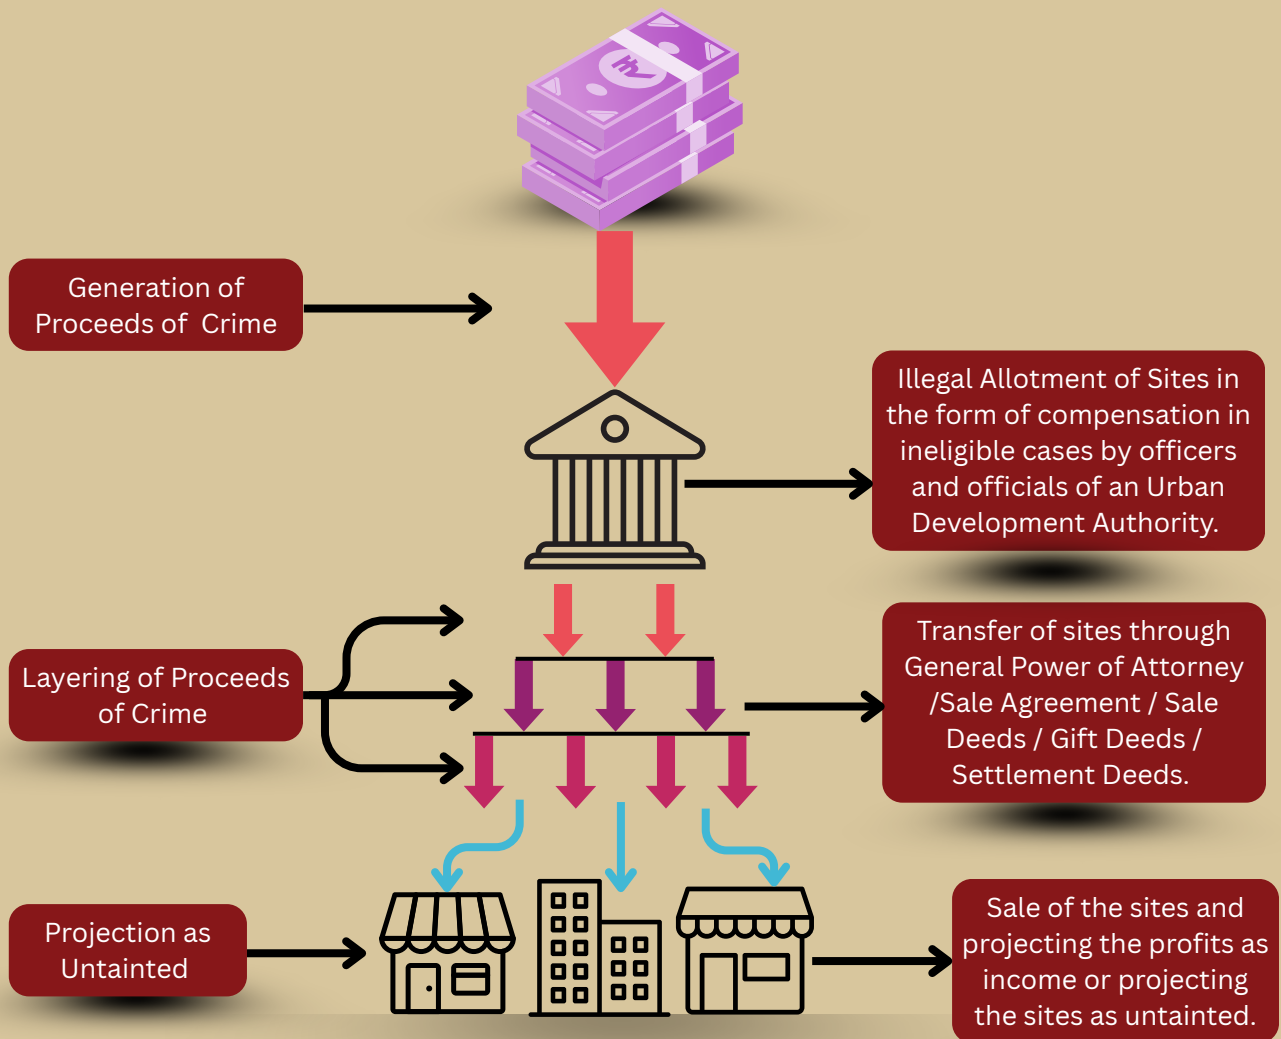 Generation of
Proceeds of Crime
Illegal Allotment of Sites in
the form of compensation in
ineligible cases by officers
and officials of an Urban
Development Authority.
Layering of Proceeds
of Crime
Transfer of sites through
General Power of Attorney
/Sale Agreement / Sale
Deeds / Gift Deeds /
Settlement Deeds.
Projection as
Untainted
Sale of the sites and
projecting the profits as
income or projecting
the sites as untainted.